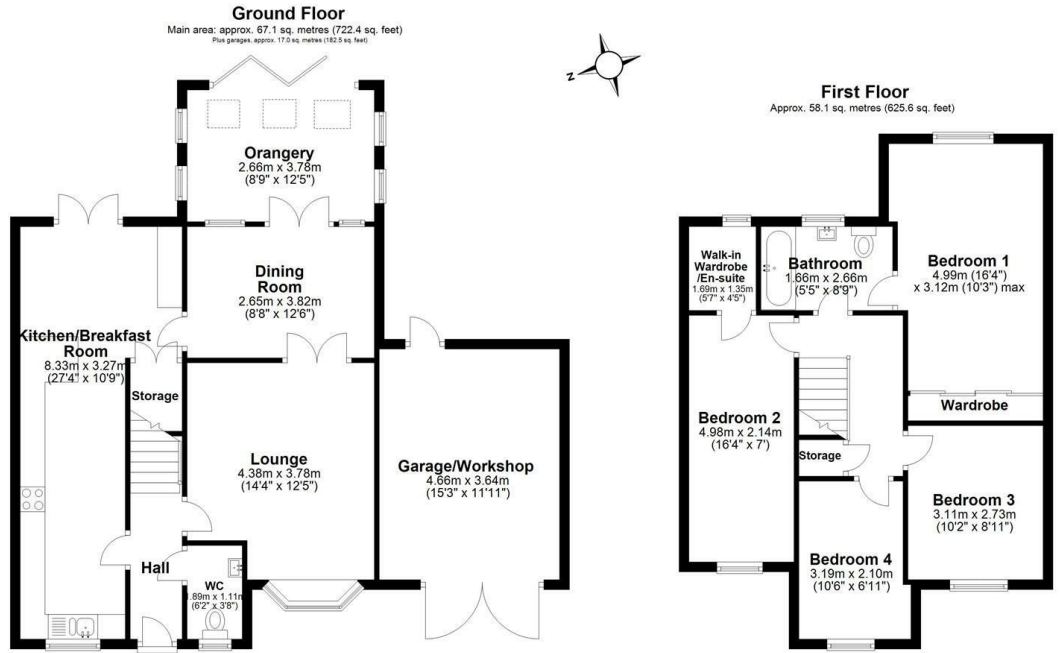 Ground Floor
Main area: approx. 67.1 sq. metres (722.4 sq. feet)
Plus garages, approx. 17.0 sq. metres (182.5 sq. feet)
Orangery
2.66m x 3.78m
(8'9" x 12'5")
Dining
Room
2.65m x 3.82m
(8'8" x 12'6")
Kitchen/Breakfast
Room
8.33m x 3.27m
(27'4" x 10'9")
Storage
Lounge
4.38m x 3.78m
(14'4" x 12'5")
Garage/Workshop
4.66m x 3.64m
(15'3" x 11'11")
Hall
WC
1.89m x 1.11m
(6'2" x 3'8")
N
First Floor
Approx. 58.1 sq. metres (625.6 sq. feet)
Walk-in
Wardrobe
/En-suite
1.69m x 1.35m
(5'7" x 4'5")
Bathroom
1.66m x 2.66m
(5'5" x 8'9")
Bedroom 1
4.99m (16'4")
x 3.12m (10'3") max
Wardrobe
Bedroom 2
4.98m x 2.14m
(16'4" x 7')
Storage
Bedroom 3
3.11m x 2.73m
(10'2" x 8'11")
Bedroom 4
3.19m x 2.10m
(10'6" x 6'11")